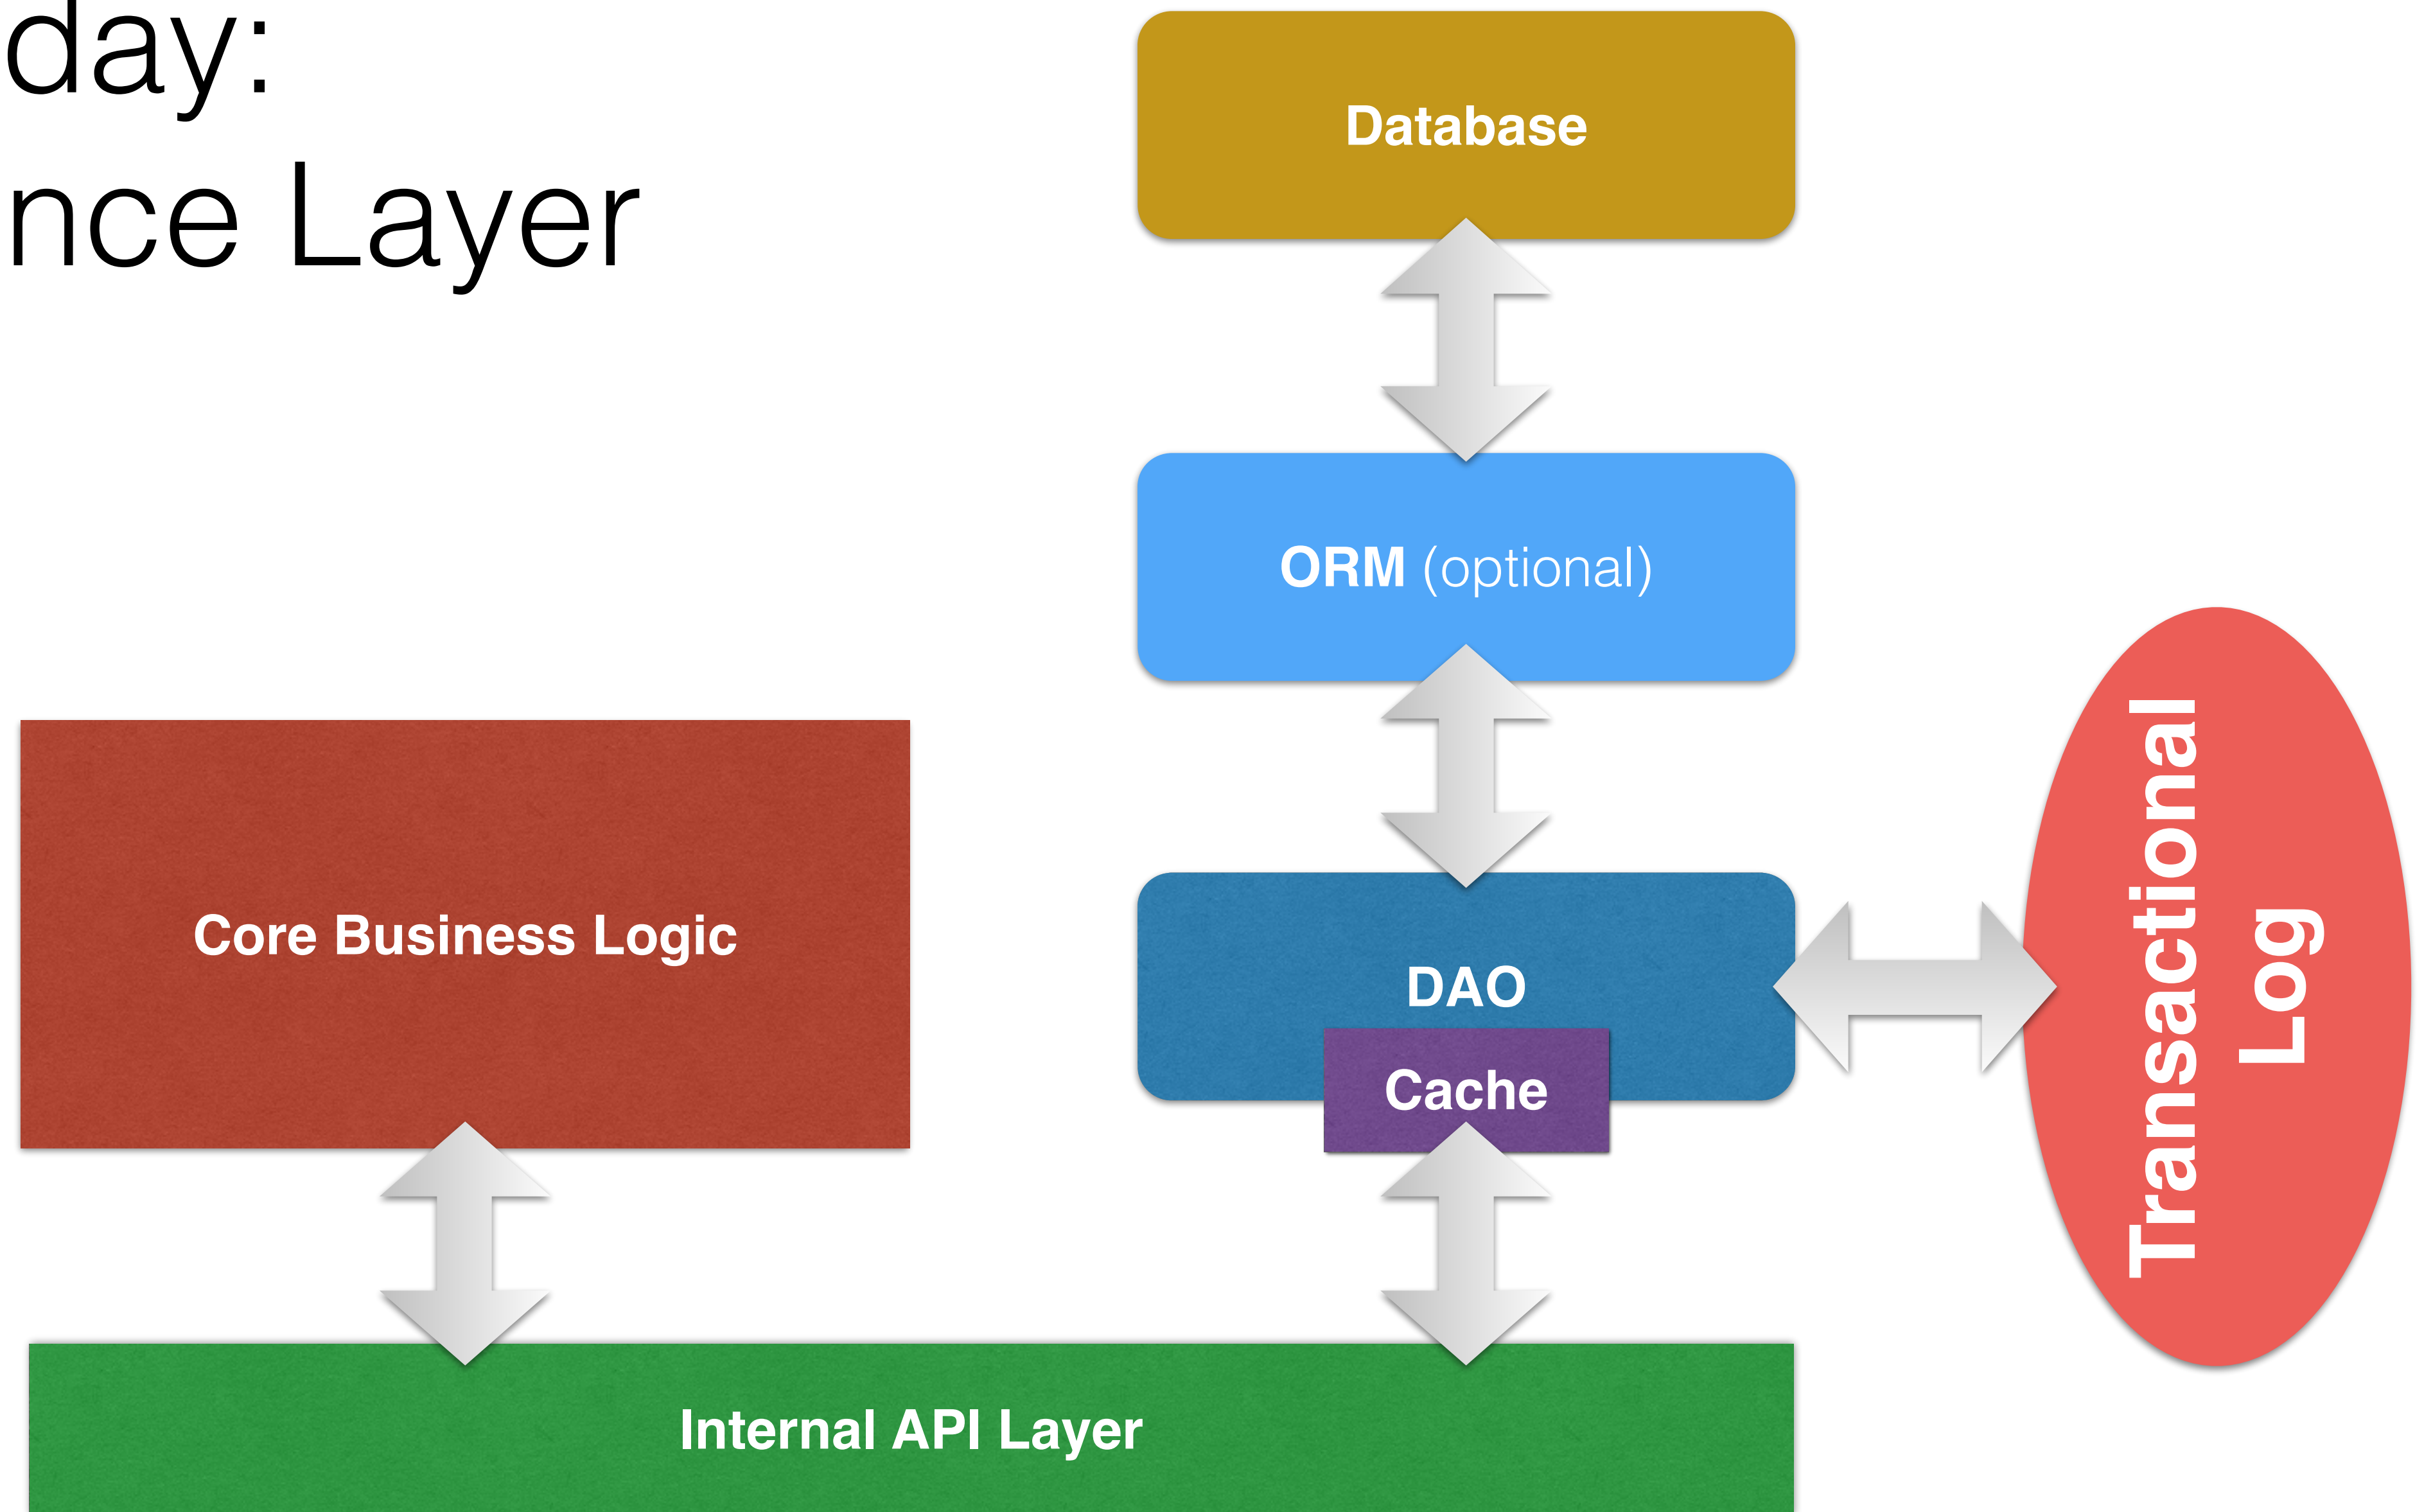 day:
nce Layer
Database
ORM (optional)
Core Business Logic
DAO
Cache
Transactional
Log
Internal API Layer